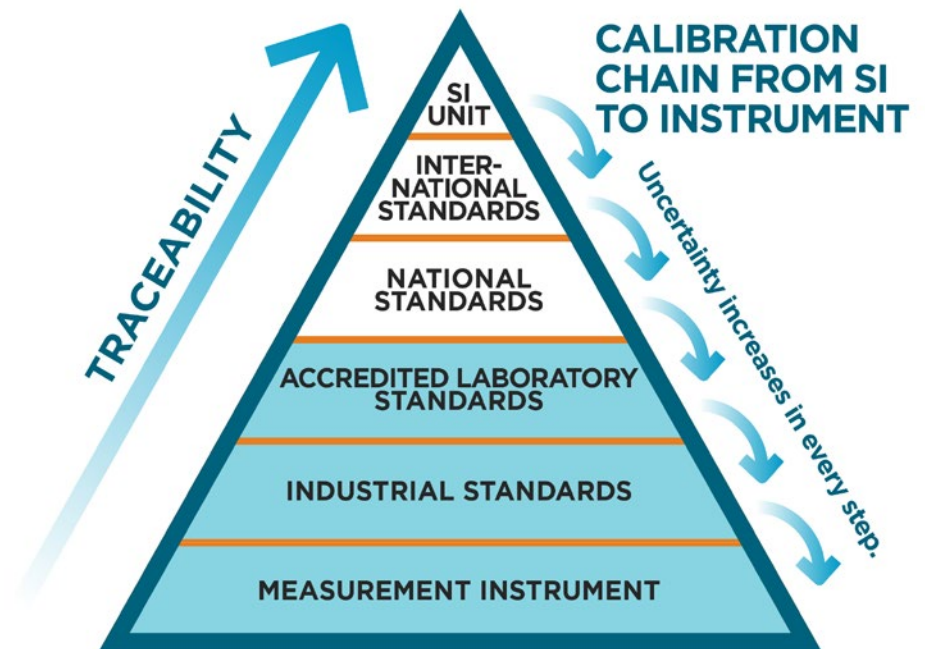 CALIBRATION
CHAIN FROM SI
TO INSTRUMENT
TRACEABILITY
SI
UNIT
INTER-
NATIONAL
STANDARDS
NATIONAL
STANDARDS
ACCREDITED LABORATORY
STANDARDS
INDUSTRIAL STANDARDS
MEASUREMENT INSTRUMENT
Uncertainty increases in every step.